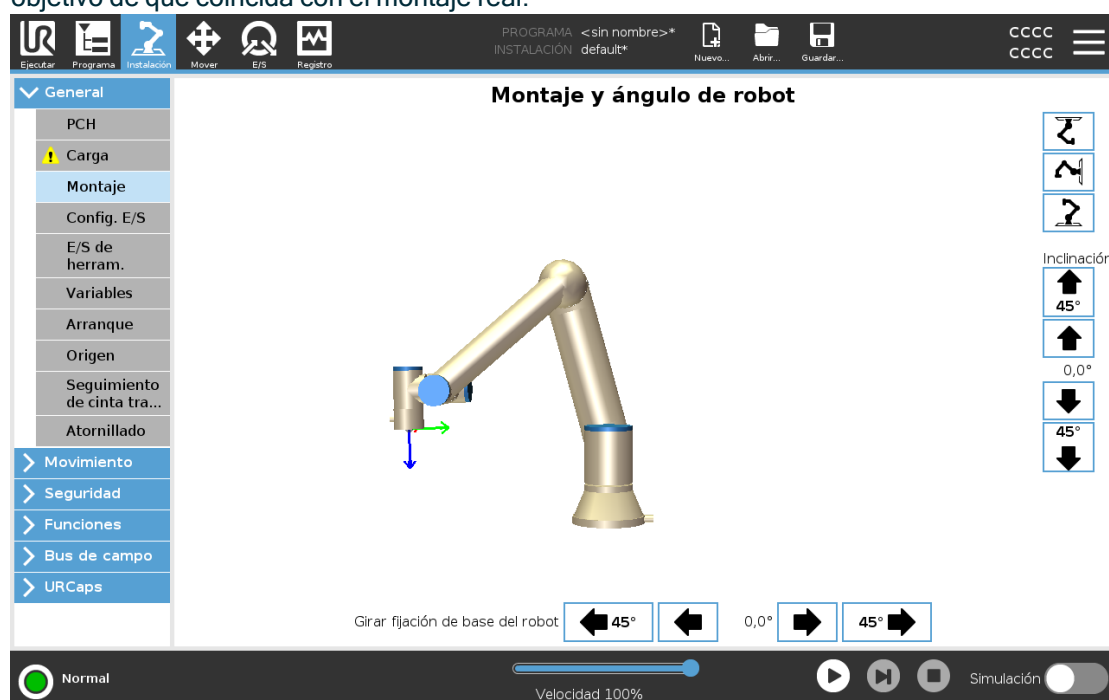 objetivo de que coincida con el montaje real.
PROGRAMA <sin nombre>*
INSTALACIÓN default*
UR
Ejecutar
Programa
Instalación
Mover
E/S
Registro
Nuevo...
Abrir...
Guardar...
CCCC
CCCC
General
PCH
Carga
Montaje
Config. E/S
E/S de
herram.
Variables
Arranque
Origen
Seguimiento
de cinta tra...
Atornillado
Movimiento
Seguridad
Funciones
Bus de campo
URCaps
Montaje y ángulo de robot
Inclinación
45°
0,0°
45°
Girar fijación de base del robot
45°
0,0°
45°
Normal
Velocidad 100%
Simulación